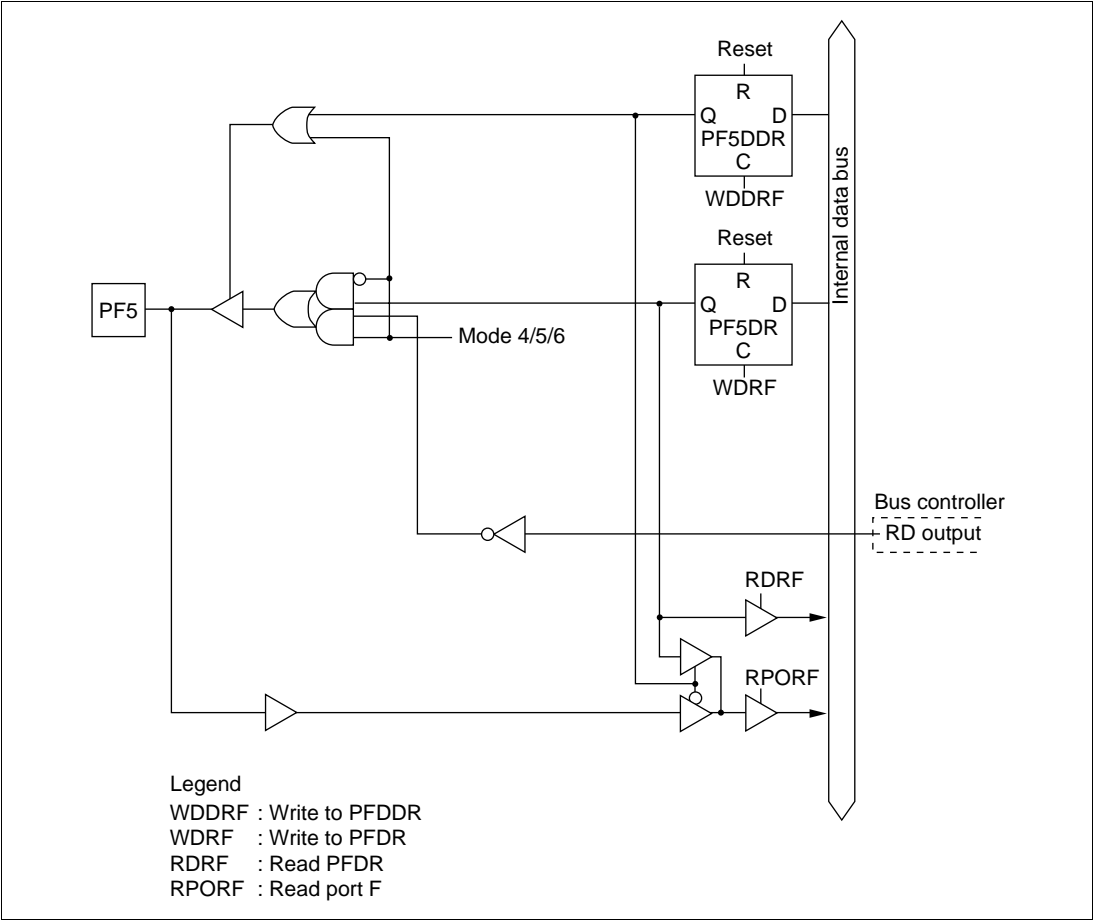 Reset
R
Q D
PF5DDR
C
WDDRF
Internal data bus
Reset
R
Q D
PF5DR
C
WDRF
PF5
Mode 4/5/6
Bus controller
RD output
RDRF
RPORF
Legend
WDDRF : Write to PFDDR
WDRF : Write to PFDR
RDRF : Read PFDR
RPORF : Read port F